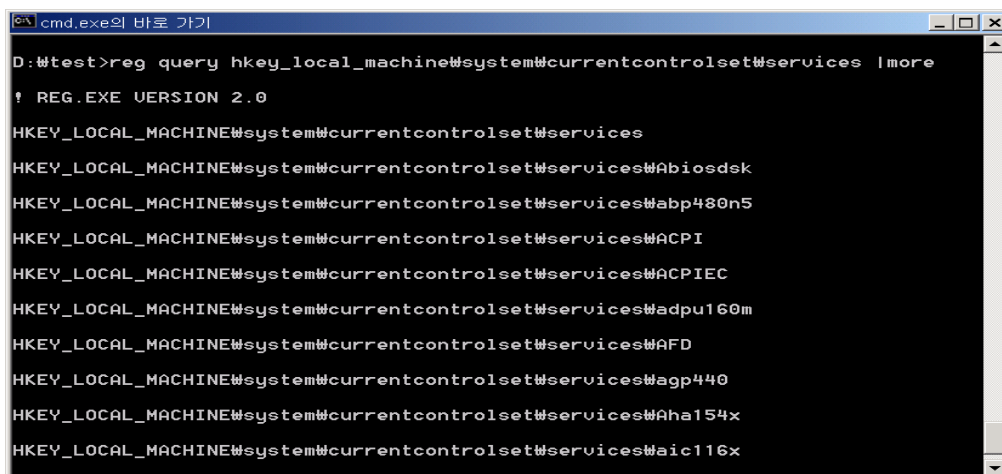 cmd.exe의 바로 가기
D:₩test>reg query hkey_local_machine₩system₩currentcontrolset₩services |more
! REG.EXE VERSION 2.0
HKEY_LOCAL_MACHINE₩system₩currentcontrolset₩services
HKEY_LOCAL_MACHINE₩system₩currentcontrolset₩services₩Abiosdsk
HKEY_LOCAL_MACHINE₩system₩currentcontrolset₩services₩abp480n5
HKEY_LOCAL_MACHINE₩system₩currentcontrolset₩services₩ACPI
HKEY_LOCAL_MACHINE₩system₩currentcontrolset₩services₩ACPIEC
HKEY_LOCAL_MACHINE₩system₩currentcontrolset₩services₩adpu160m
HKEY_LOCAL_MACHINE₩system₩currentcontrolset₩services₩AFD
HKEY_LOCAL_MACHINE₩system₩currentcontrolset₩services₩agp440
HKEY_LOCAL_MACHINE₩system₩currentcontrolset₩services₩Aha154x
HKEY_LOCAL_MACHINE₩system₩currentcontrolset₩services₩aic116x